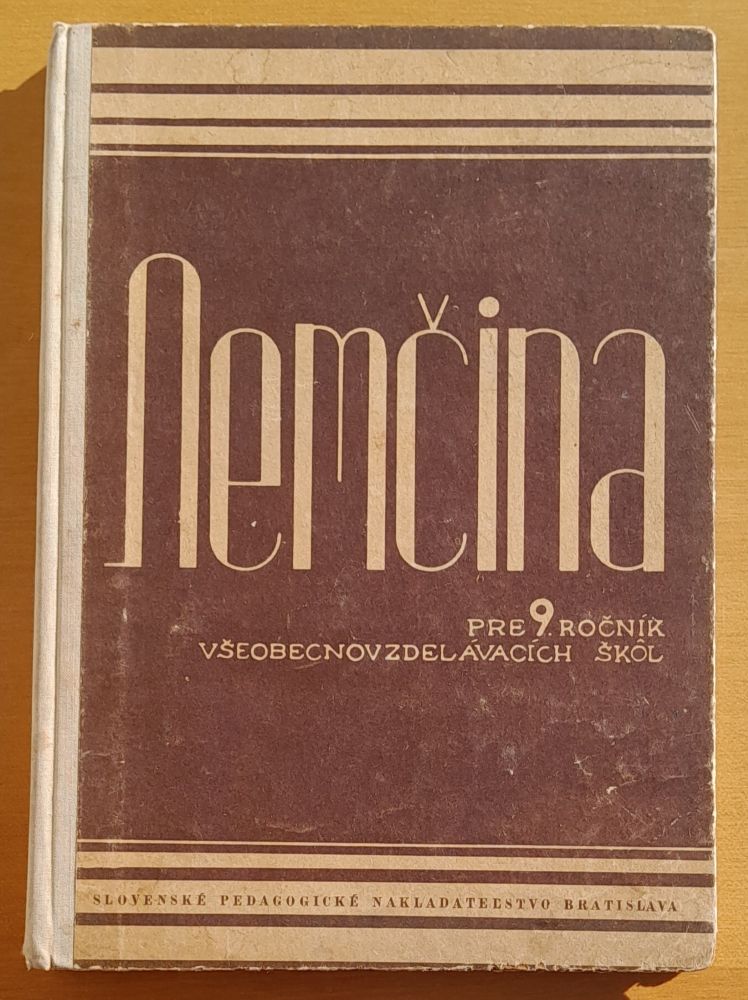 Nemčina
PRE 9. ROČNÍK
VŠEOBECNOVZDELÁVACÍCH ŠKÔL
SLOVENSKÉ PEDAGOGICKÉ NAKLADATEĽSTVO BRATISLAVA